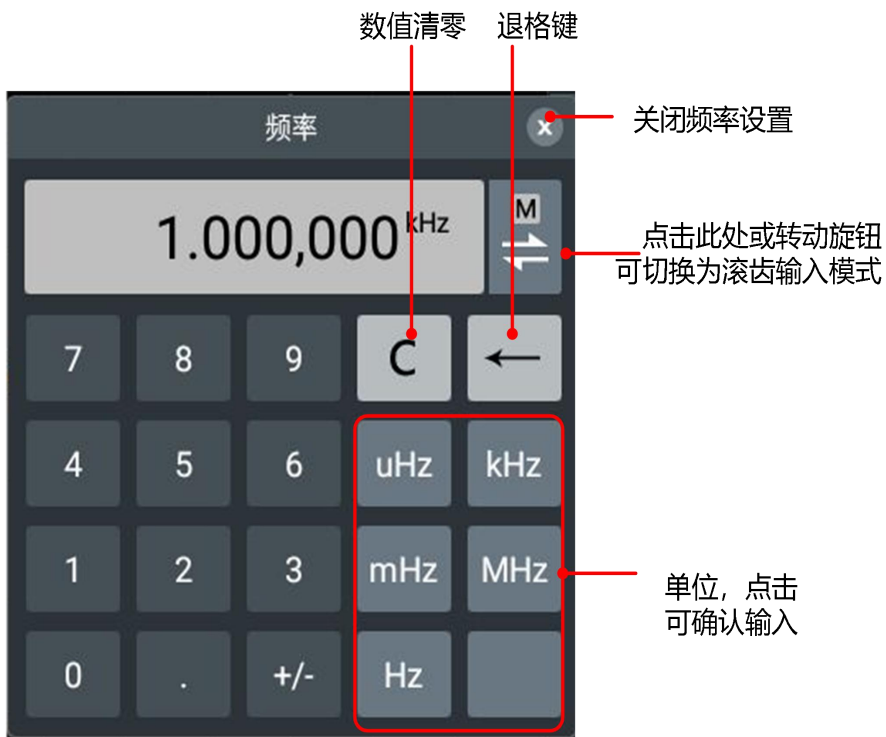 数值清零 退格键
频率 x
关闭频率设置
1.000,000 kHz M
点击此处或转动旋钮
可切换为滚齿输入模式
7 8 9 C ←
4 5 6 uHz kHz
1 2 3 mHz MHz
单位，点击
可确认输入
0 . +/- Hz